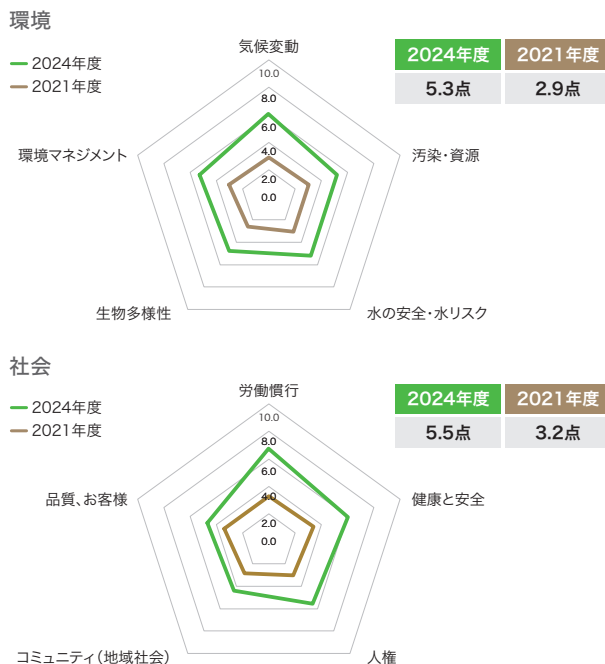 環境
2024年度
2021年度
気候変動
10.0
8.0
6.0
4.0
2.0
0.0
2024年度 2021年度
5.3点 2.9点
環境マネジメント
汚染・資源
生物多様性
水の安全・水リスク
社会
2024年度
2021年度
労働慣行
10.0
8.0
6.0
4.0
2.0
0.0
2024年度 2021年度
5.5点 3.2点
品質、お客様
健康と安全
コミュニティ(地域社会)
人権